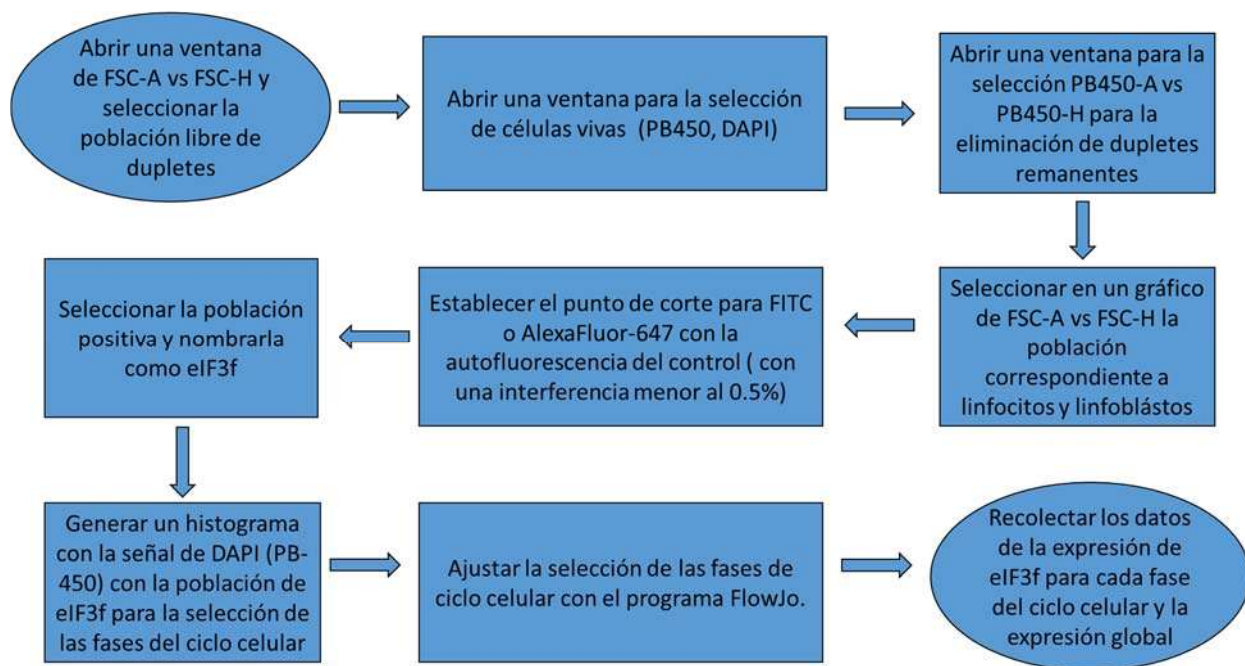 Abrir una ventana
de FSC-A vs FSC-H y
seleccionar la
población libre de
dupletes
Abrir una ventana para la selección
de células vivas (PB450, DAPI)
Abrir una ventana para la
selección PB450-A vs
PB450-H para la
eliminación de dupletes
remanentes
Seleccionar en un gráfico
de FSC-A vs FSC-H la
población
correspondiente a
linfocitos y linfoblástos
Establecer el punto de corte para FITC
o AlexaFluor-647 con la
autofluorescencia del control ( con
una interferencia menor al 0.5%)
Seleccionar la población
positiva y nombrarla
como eIF3f
Generar un histograma
con la señal de DAPI (PB-
450) con la población de
eIF3f para la selección de
las fases del ciclo celular
Ajustar la selección de las fases de
ciclo celular con el programa FlowJo.
Recolectar los datos
de la expresión de
eIF3f para cada fase
del ciclo celular y la
expresión global